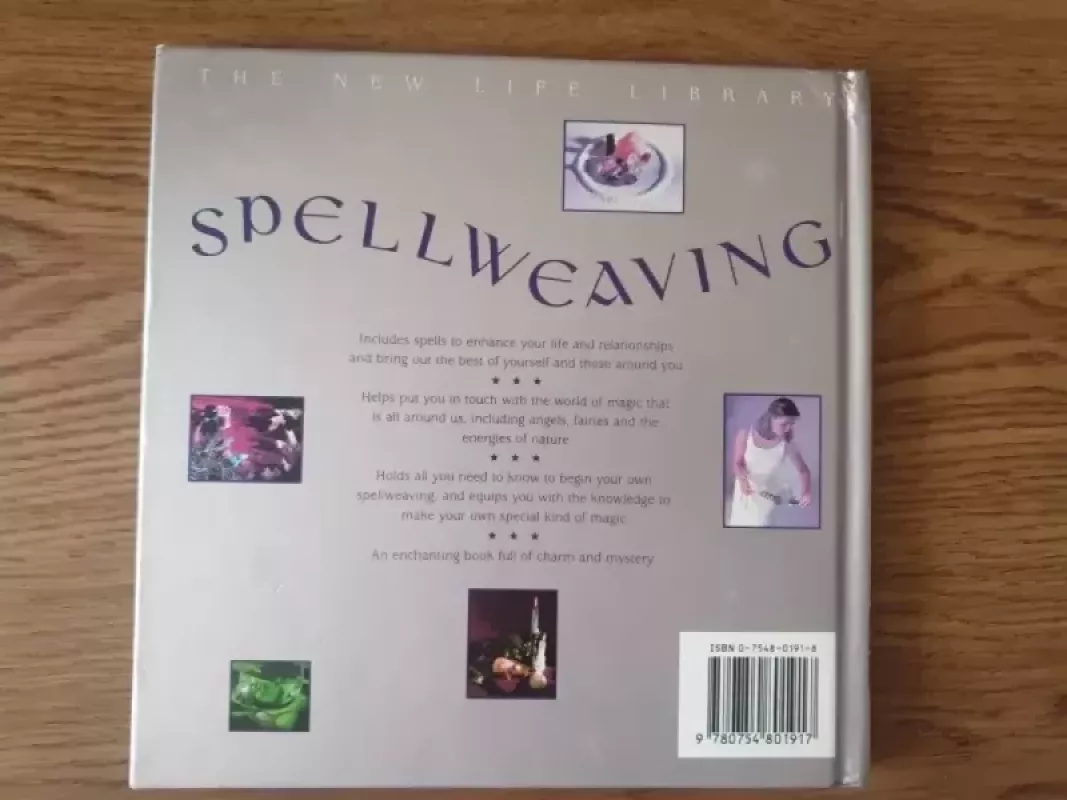 THE NEW LIFE LIBRARY
SPELLWEAVING
Includes spells to enhance your life and relationships
and bring out the best of yourself and those around you
★ ★ ★
Helps put you in touch with the world of magic that
is all around us, including angels, fairies and the
energies of nature
★ ★ ★
Holds all you need to know to begin your own
spellweaving, and equips you with the knowledge to
make your own special kind of magic
★ ★ ★
An enchanting book full of charm and mystery
ISBN 0-7548-0191-8
9 780754 801917